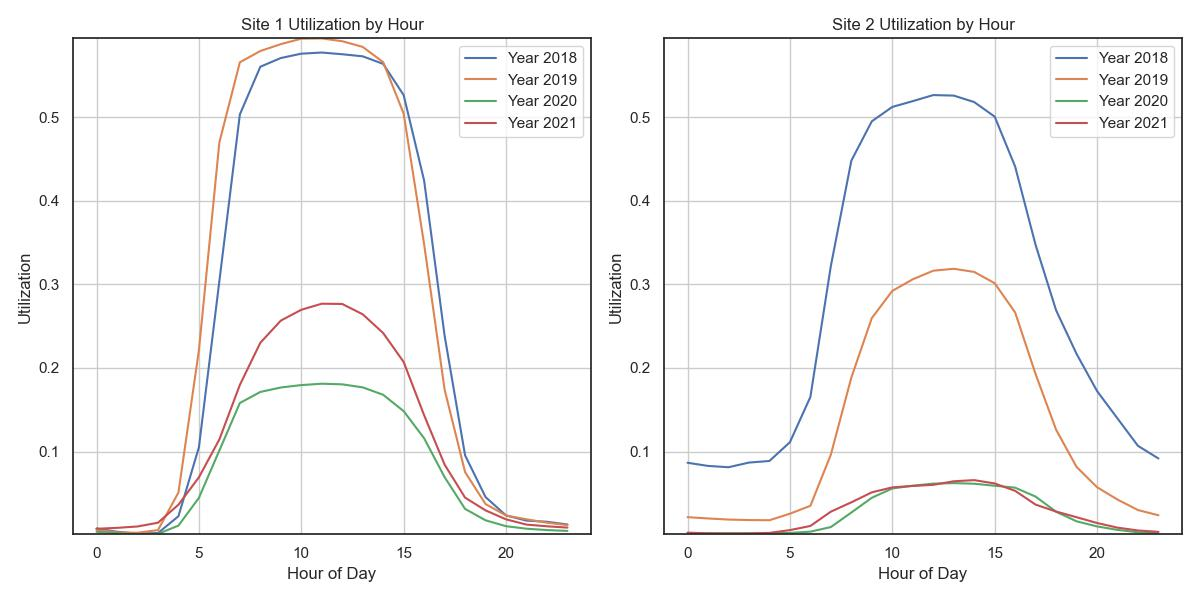 Site 1 Utilization by Hour
Utilization
0.5
0.4
0.3
0.2
0.1
0
5
10
15
20
Hour of Day
Year 2018
Year 2019
Year 2020
Year 2021
Site 2 Utilization by Hour
Utilization
0.5
0.4
0.3
0.2
0.1
0
5
10
15
20
Hour of Day
Year 2018
Year 2019
Year 2020
Year 2021